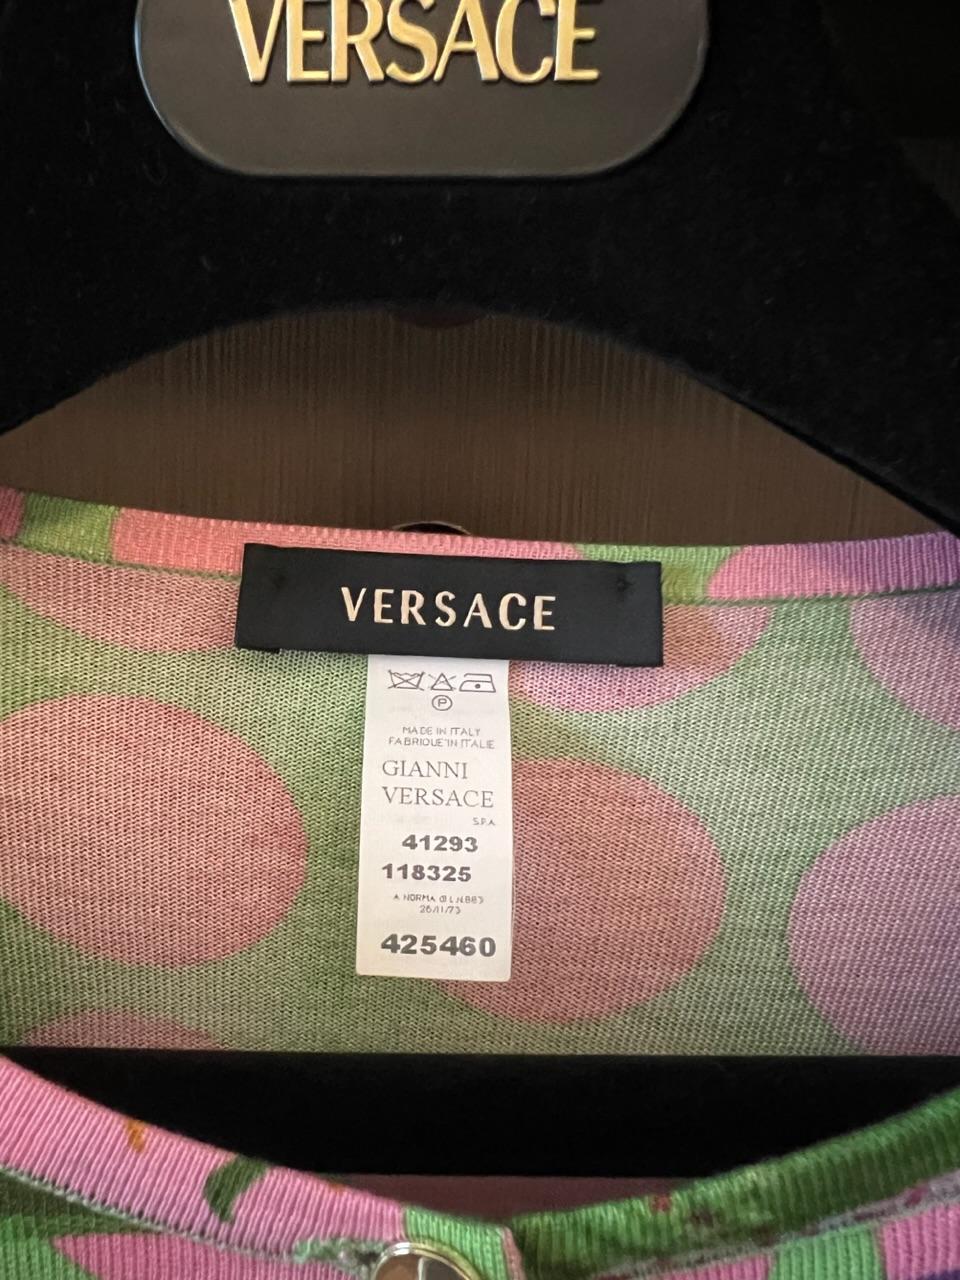 VERSACE
VERSACE
P
MADE IN ITALY
FABRIQUE'IN ITALIE
GIANNI
VERSACE
S.P.A.
41293
118325
A NORMA DI L.N.883
26/11/73
425460